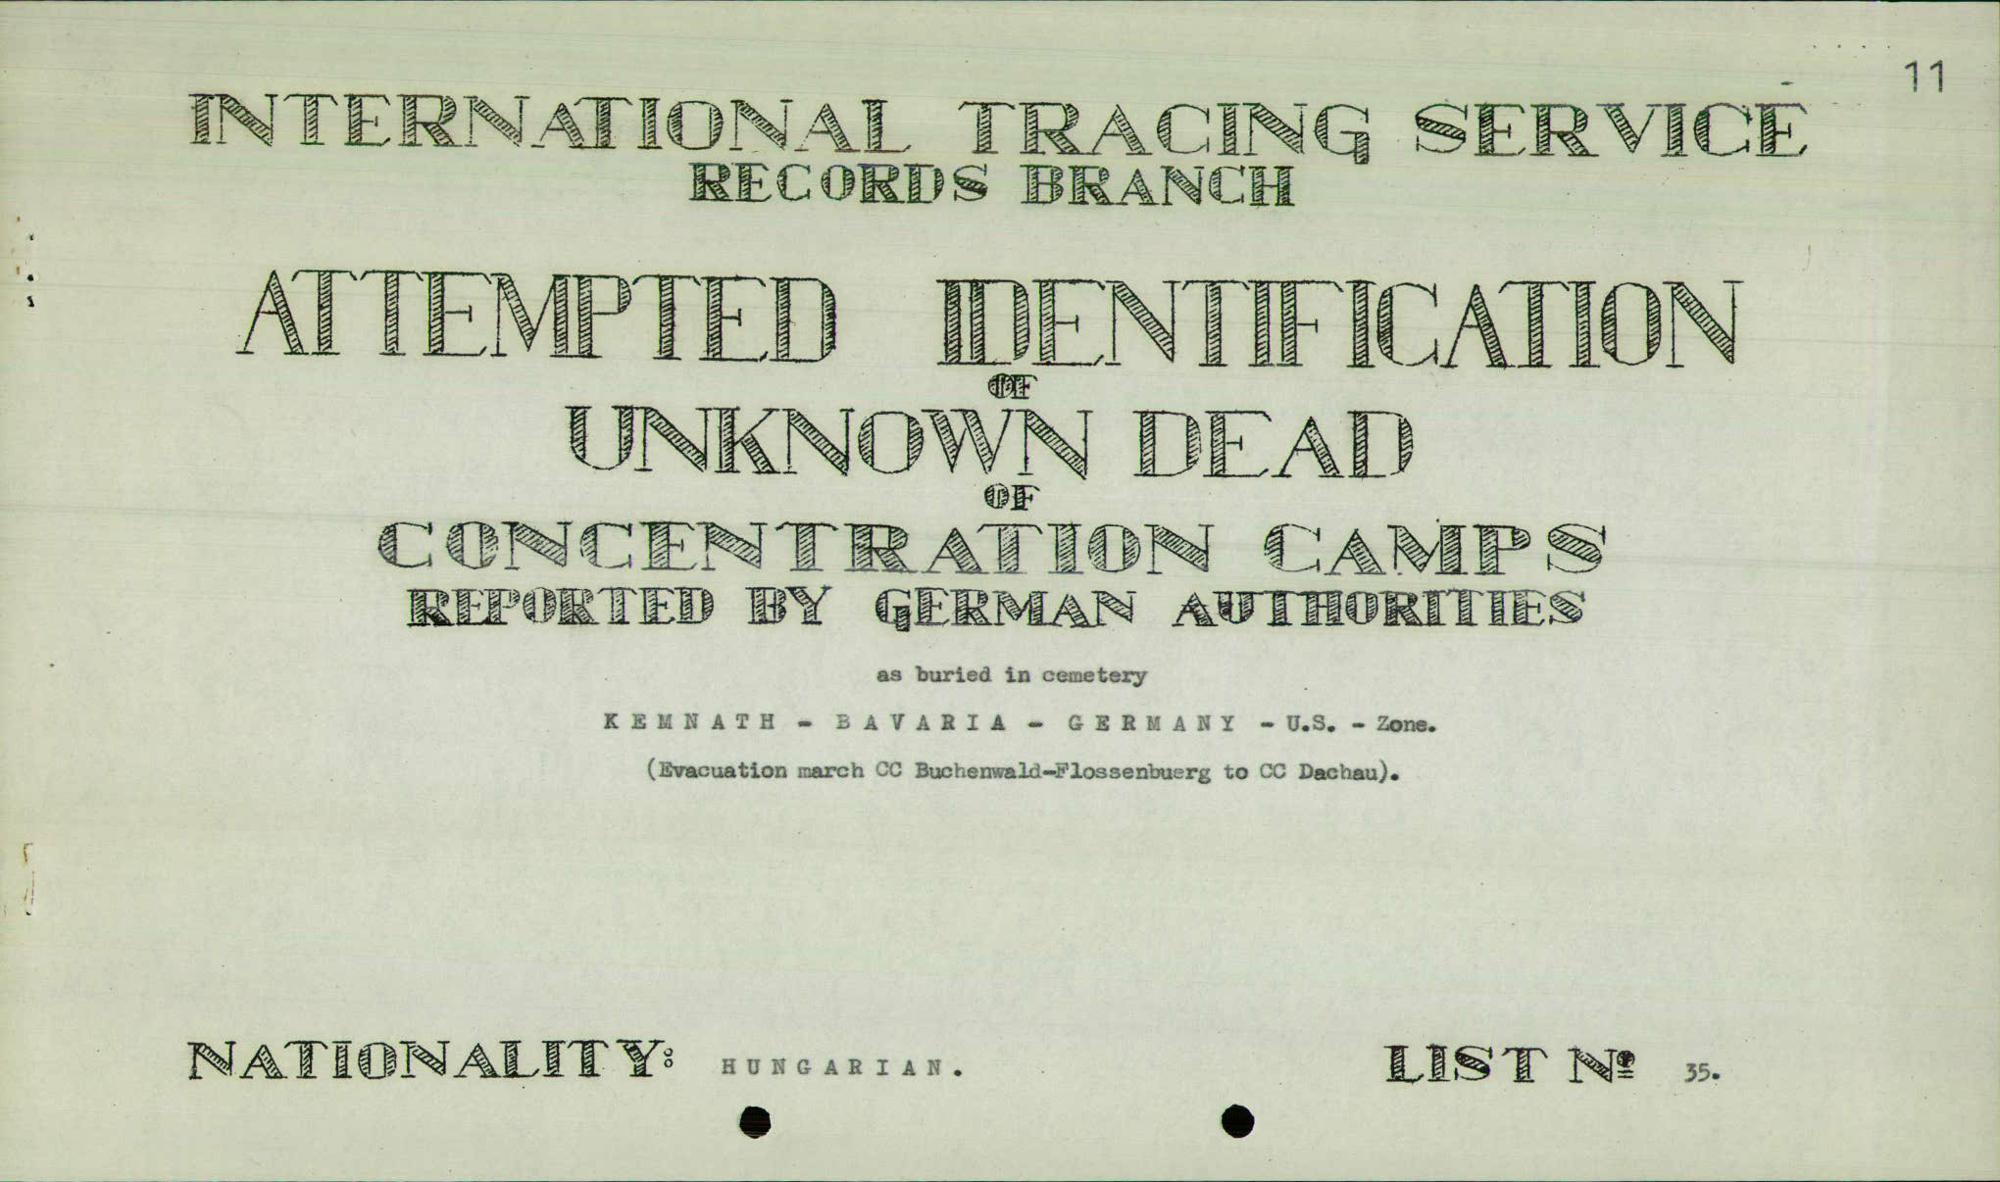 11
INTERNATIONAL TRACING SERVICE
RECORDS BRANCH
ATTEMPTED IDENTIFICATION
OF
UNKNOWN DEAD
OF
CONCENTRATION CAMPS
REPORTED BY GERMAN AUTHORITIES
as buried in cemetery
K E M N A T H - B A V A R I A - G E R M A N Y - U.S. - Zone.
(Evacuation march CC Buchenwald-Flossenbuerg to CC Dachau).
NATIONALITY: H U N G A R I A N . LIST Nº 35.